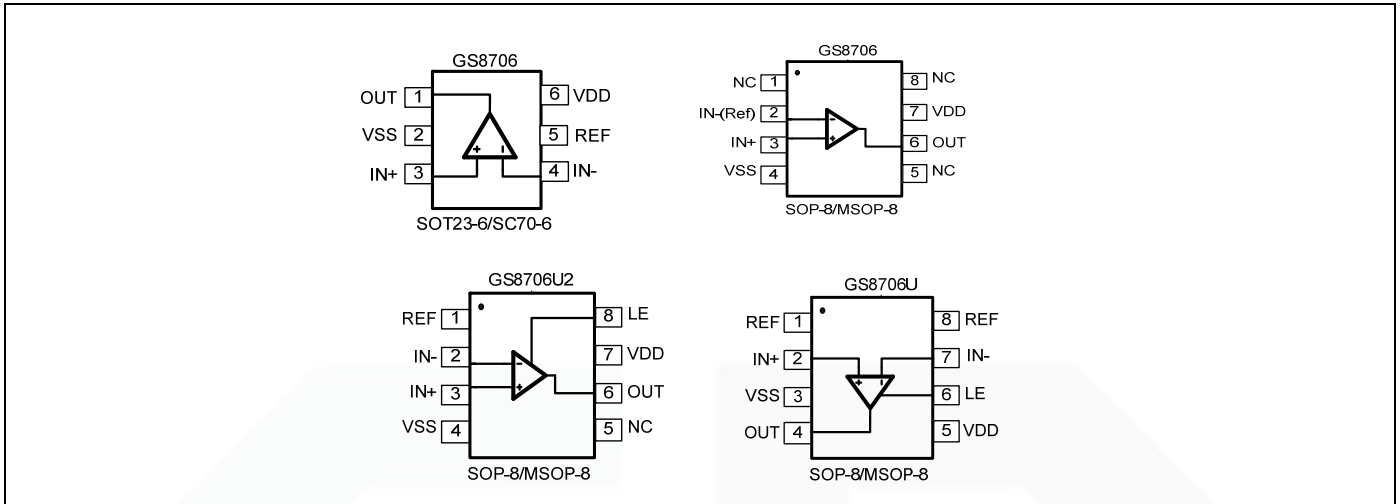 GS8706
OUT 1
6 VDD
VSS 2
5 REF
IN+ 3
4 IN-
+ -
SOT23-6/SC70-6
GS8706
NC 1
8 NC
IN-(Ref) 2
7 VDD
IN+ 3
6 OUT
VSS 4
5 NC
-
+
SOP-8/MSOP-8
GS8706U2
REF 1
8 LE
IN- 2
7 VDD
IN+ 3
6 OUT
VSS 4
5 NC
-
+
SOP-8/MSOP-8
GS8706U
REF 1
8 REF
IN+ 2
7 IN-
VSS 3
6 LE
OUT 4
5 VDD
+ -
SOP-8/MSOP-8